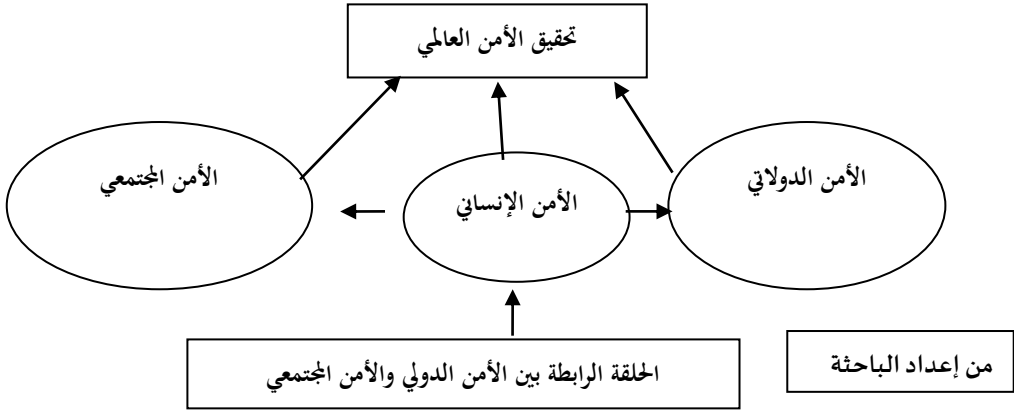 تحقيق الأمن العالمي
الأمن الدولاتي
الأمن الإنساني
الأمن المجتمعي
الحلقة الرابطة بين الأمن الدولي والأمن المجتمعي
من إعداد الباحثة